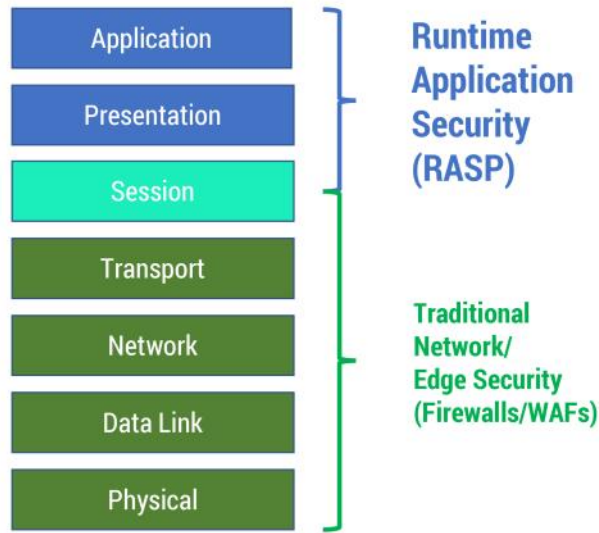 Application
Presentation
Session
Transport
Network
Data Link
Physical
Runtime
Application
Security
(RASP)
Traditional
Network/
Edge Security
(Firewalls/WAFs)